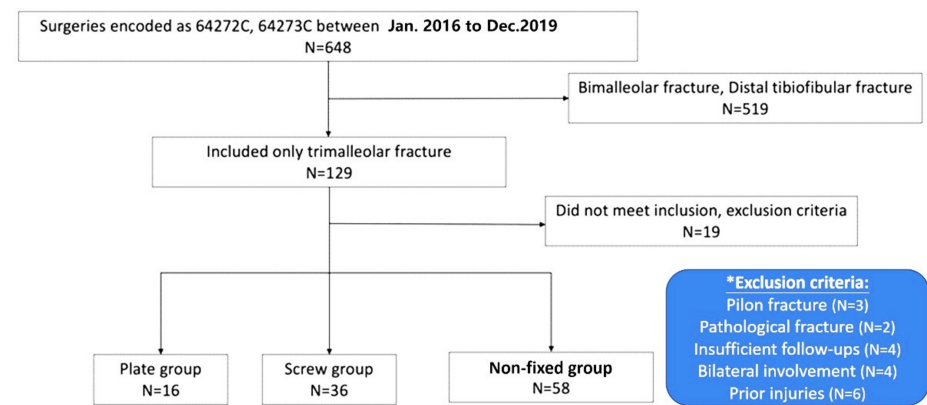 Surgeries encoded as 64272C, 64273C between Jan. 2016 to Dec.2019
N=648
Bimalleolar fracture, Distal tibiofibular fracture
N=519
Included only trimalleolar fracture
N=129
Did not meet inclusion, exclusion criteria
N=19
*Exclusion criteria:
Pilon fracture (N=3)
Pathological fracture (N=2)
Insufficient follow-ups (N=4)
Bilateral involvement (N=4)
Prior injuries (N=6)
Plate group
N=16
Screw group
N=36
Non-fixed group
N=58